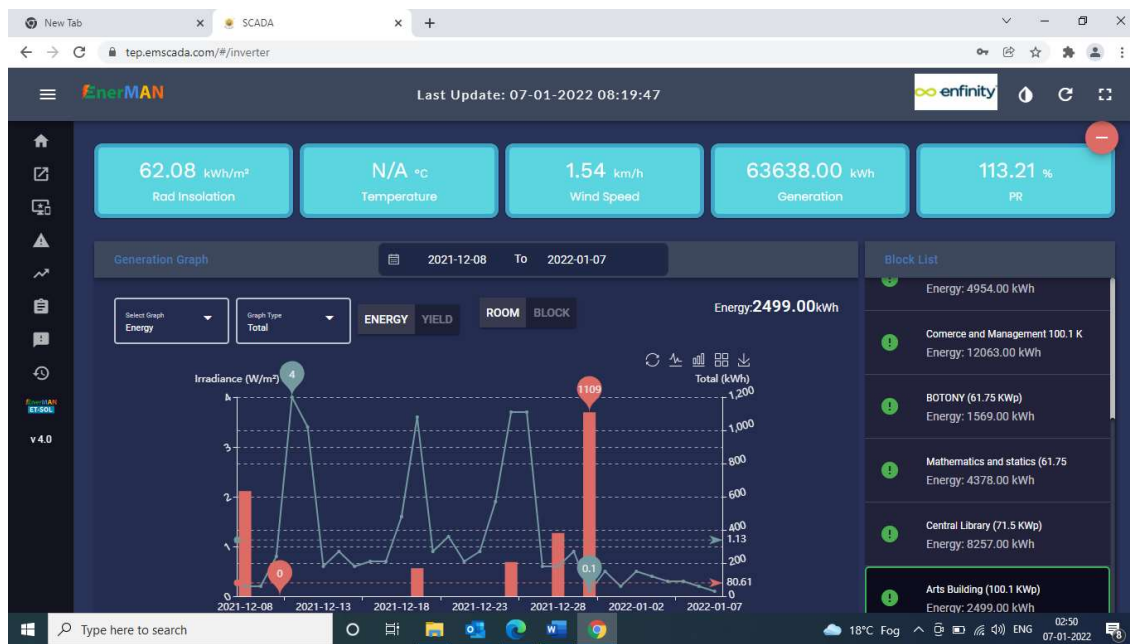 New Tab
SCADA
tep.emscada.com/#/inverter
EnerMAN
Last Update: 07-01-2022 08:19:47
enfinity
62.08 kWh/m²
Rad Insolation
N/A °C
Temperature
1.54 km/h
Wind Speed
63638.00 kWh
Generation
113.21 %
PR
Generation Graph
2021-12-08 To 2022-01-07
Block List
Select Graph
Energy
Graph Type
Total
ENERGY YIELD
ROOM BLOCK
Energy:2499.00kWh
Irradiance (W/m²)
Total (kWh)
4
3
2
1
0
4
0
1109
0.1
1,200
1,000
800
600
400
1.13
200
80.61
0
2021-12-08 2021-12-13 2021-12-18 2021-12-23 2021-12-28 2022-01-02 2022-01-07
Energy: 4954.00 kWh
Comerce and Management 100.1 K
Energy: 12063.00 kWh
BOTONY (61.75 KWp)
Energy: 1569.00 kWh
Mathematics and statics (61.75
Energy: 4378.00 kWh
Central Library (71.5 KWp)
Energy: 8257.00 kWh
Arts Building (100.1 KWp)
Energy: 2499.00 kWh
EnerMAN
ET-SOL
v 4.0
Type here to search
18°C Fog
ENG
02:50
07-01-2022
8